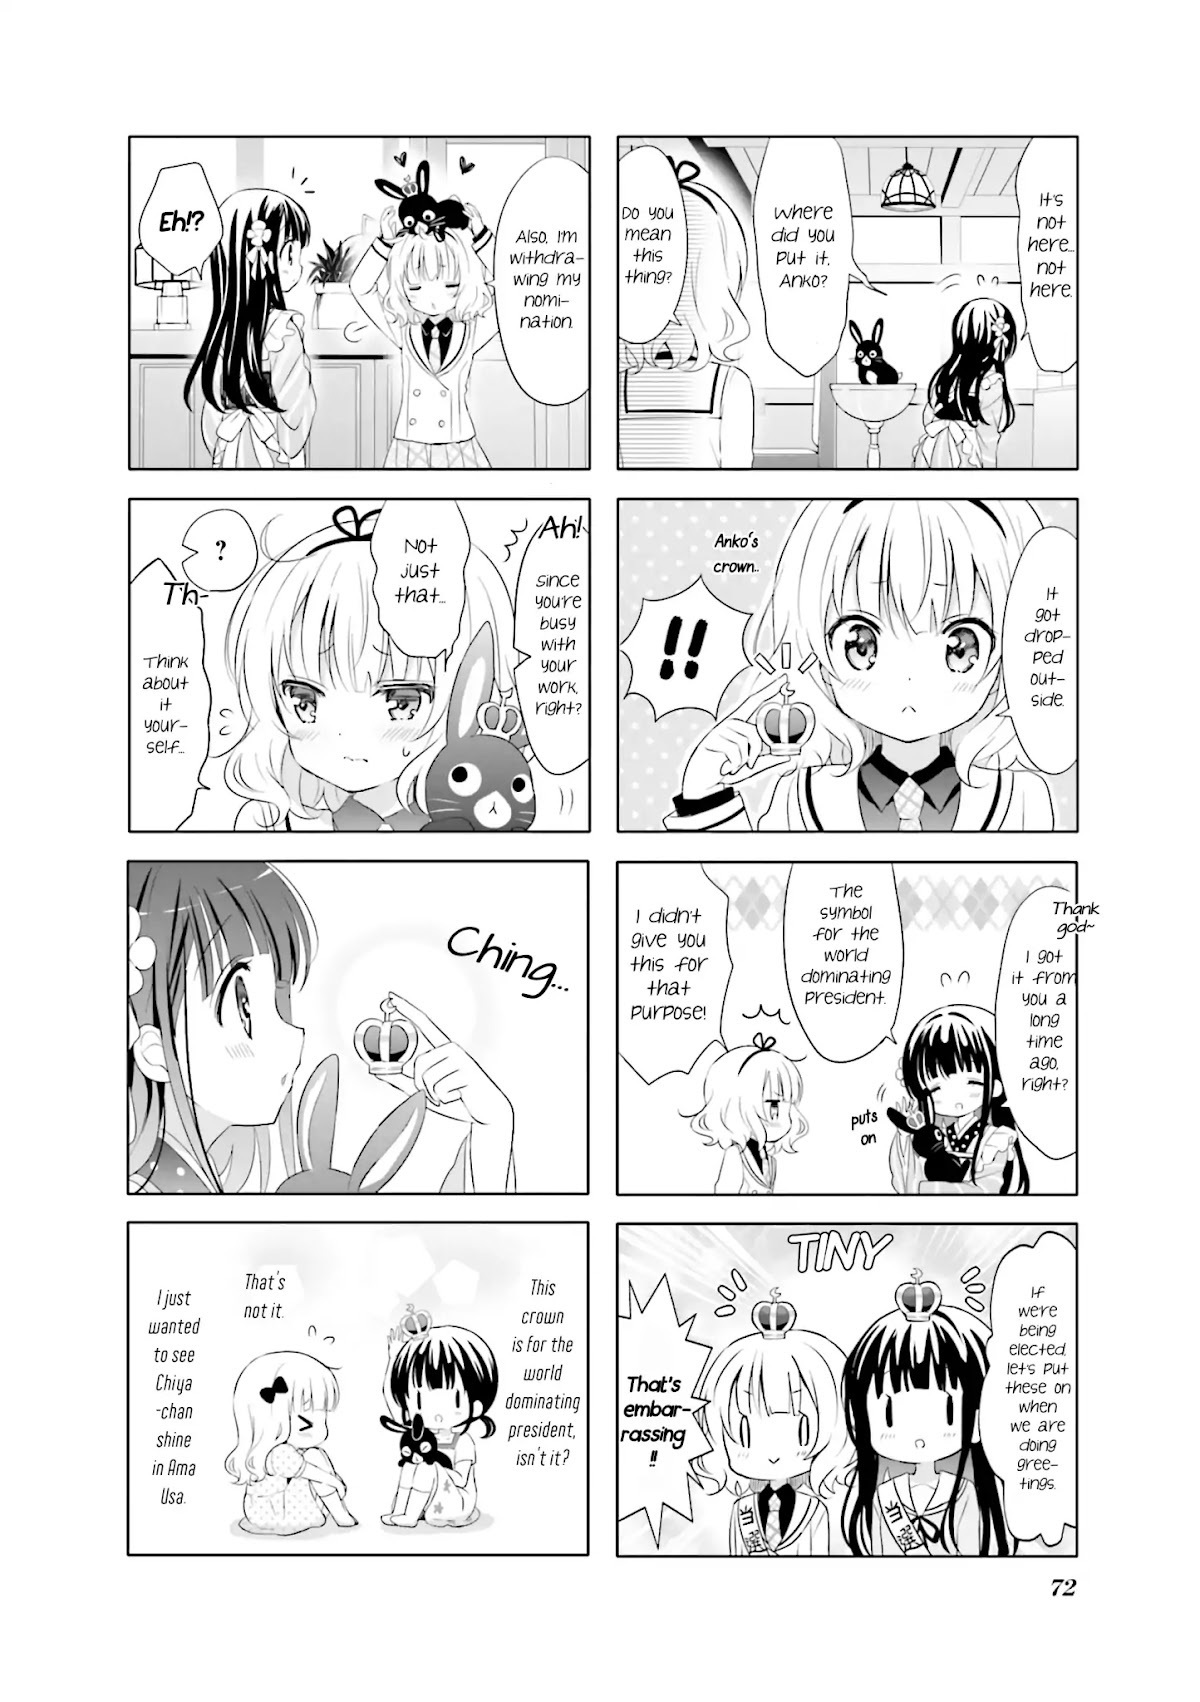 It's
not
here...
not
here.
Where
did you
put it,
Anko?
Do you
mean
this
thing?
It
got
drop-
ped
out-
side.
Anko's
crown..
!!
Thank
god~
I got
it from
you a
long
time
ago,
right?
The
symbol
for the
world
dominating
president.
puts
on
I didn't
give you
this for
that
purpose!
If
we're
being
elected,
let's put
these on
when
we are
doing
gree-
tings.
TINY
That's
embar-
rassing
!!
Also, I'm
withdra-
wing my
nomi-
nation.
Eh!?
Ah!
Since
you're
busy
with
your
work,
right?
Not
just
that...
?
Th-
Think
about
it
your-
self...
Ching...
This
crown
is for the
world
dominating
president,
isn't it?
That's
not it.
I just
wanted
to see
Chiya
-chan
shine
in Ama
Usa.
72